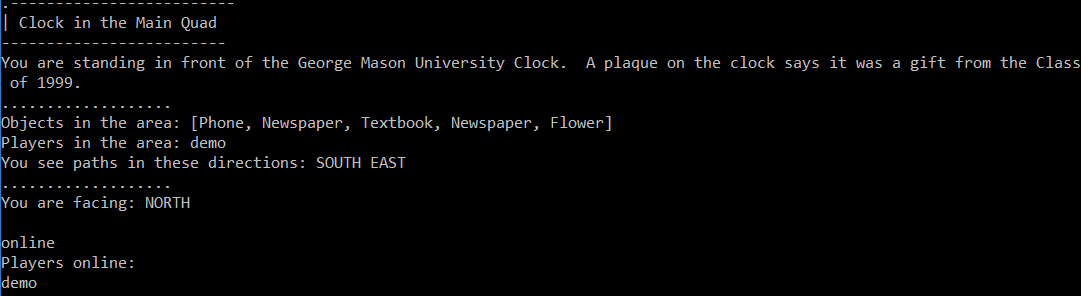 .-------------------------
| Clock in the Main Quad
-------------------------
You are standing in front of the George Mason University Clock.  A plaque on the clock says it was a gift from the Class
 of 1999.
...................
Objects in the area: [Phone, Newspaper, Textbook, Newspaper, Flower]
Players in the area: demo
You see paths in these directions: SOUTH EAST
...................
You are facing: NORTH

online
Players online:
demo